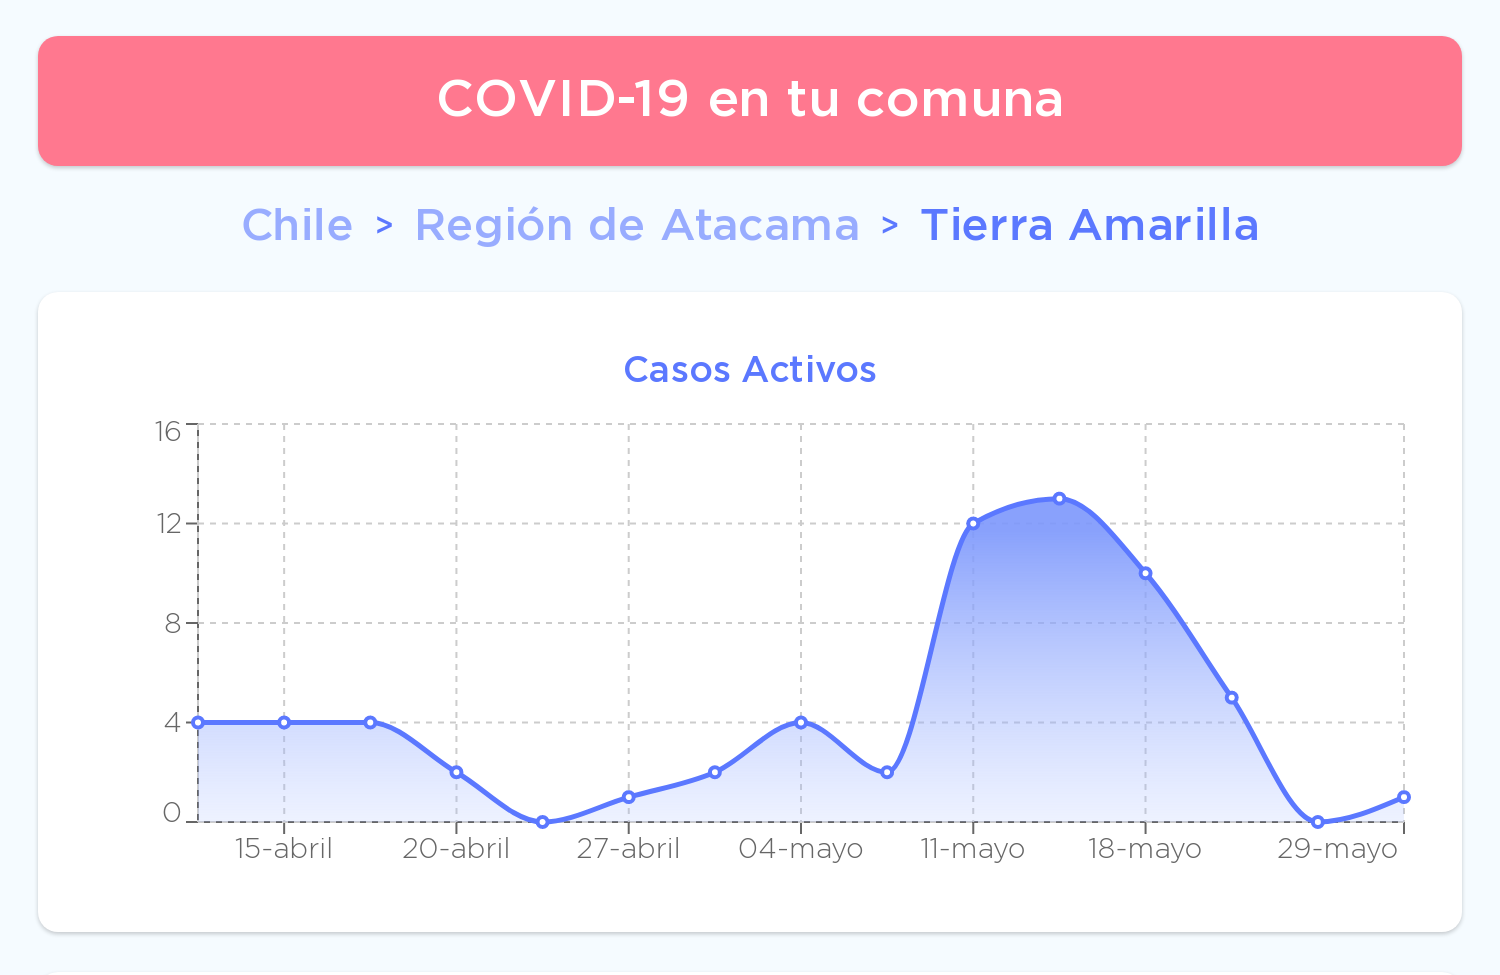 COVID-19 en tu comuna
Chile > Región de Atacama > Tierra Amarilla
Casos Activos
16
12
8
4
0
15-abril 20-abril 27-abril 04-mayo 11-mayo 18-mayo 29-mayo